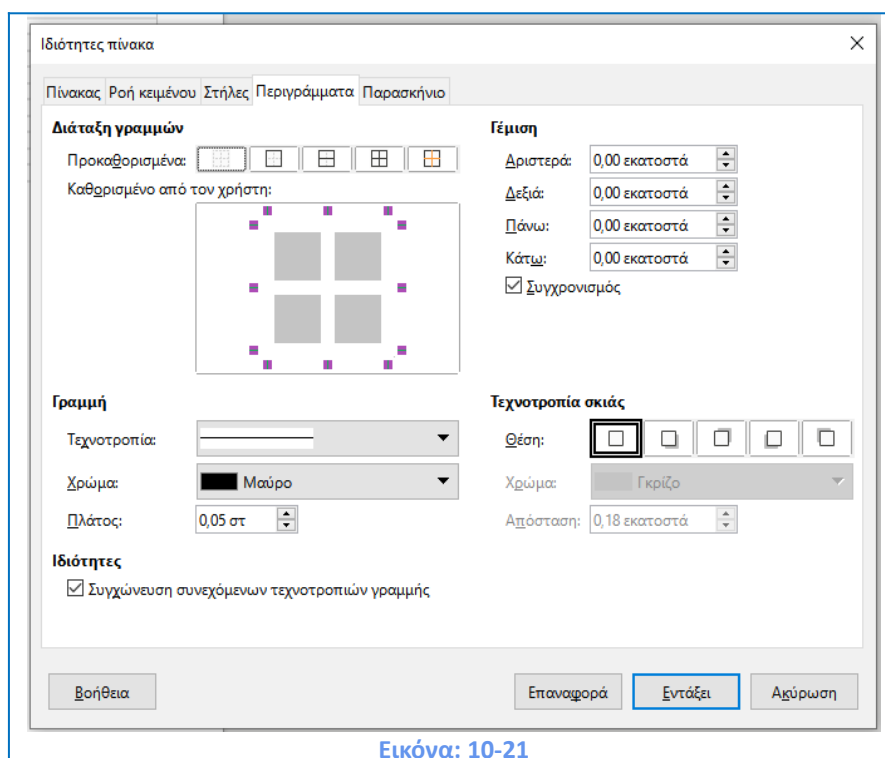 Ιδιότητες πίνακα
Πίνακας Ροή κειμένου Στήλες Περιγράμματα Παρασκήνιο
Διάταξη γραμμών
Προκαθορισμένα:
Καθορισμένο από τον χρήστη:
Γέμιση
Αριστερά: 0,00 εκατοστά
Δεξιά: 0,00 εκατοστά
Πάνω: 0,00 εκατοστά
Κάτω: 0,00 εκατοστά
Συγχρονισμός
Γραμμή
Τεχνοτροπία:
Χρώμα: Μαύρο
Πλάτος: 0,05 στ
Τεχνοτροπία σκιάς
Θέση:
Χρώμα: Γκρίζο
Απόσταση: 0,18 εκατοστά
Ιδιότητες
Συγχώνευση συνεχόμενων τεχνοτροπιών γραμμής
Βοήθεια Επαναφορά Εντάξει Ακύρωση
Εικόνα: 10-21